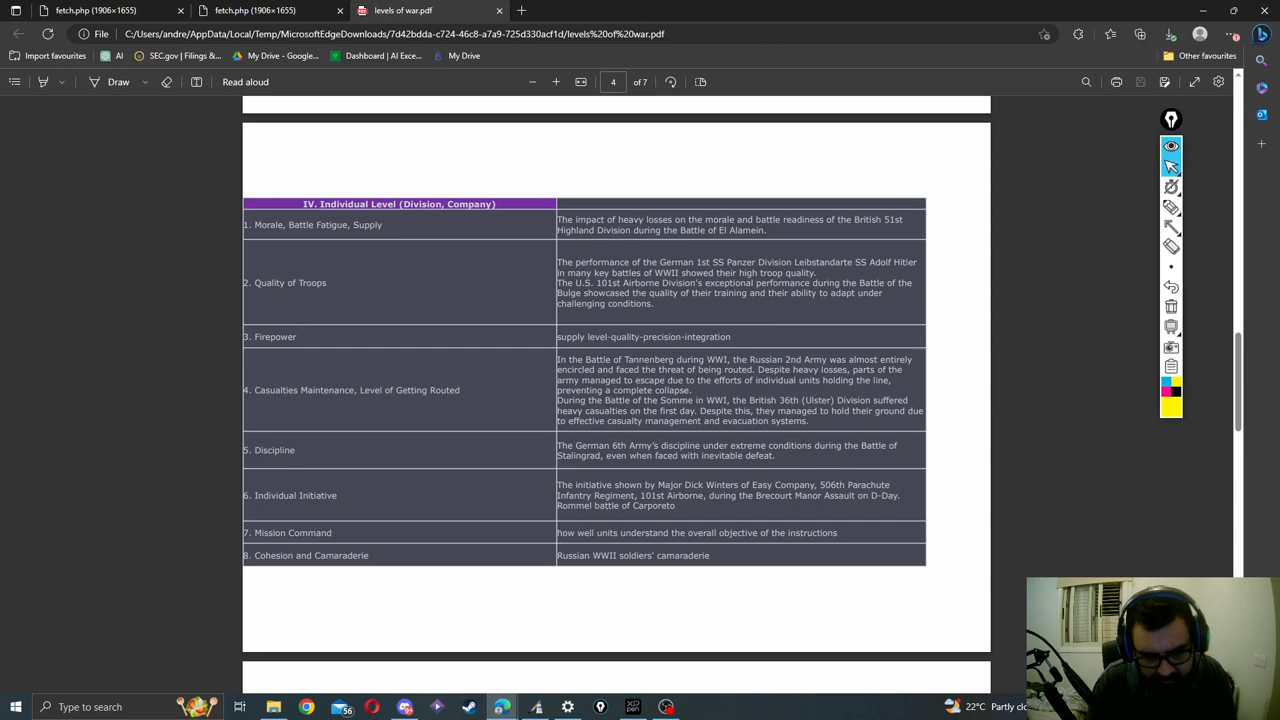 fetch.php (1906×1655)
fetch.php (1906×1655)
levels of war.pdf
File
C:/Users/andre/AppData/Local/Temp/MicrosoftEdgeDownloads/7d42bdda-c724-46c8-a7a9-725d330acf1d/levels%20of%20war.pdf
Import favourites
AI
SEC.gov | Filings &...
My Drive - Google...
Dashboard | AI Exce...
My Drive
Other favourites
Draw
Read aloud
4 of 7
IV. Individual Level (Division, Company)
1. Morale, Battle Fatigue, Supply
The impact of heavy losses on the morale and battle readiness of the British 51st
Highland Division during the Battle of El Alamein.
2. Quality of Troops
The performance of the German 1st SS Panzer Division Leibstandarte SS Adolf Hitler
in many key battles of WWII showed their high troop quality.
The U.S. 101st Airborne Division's exceptional performance during the Battle of the
Bulge showcased the quality of their training and their ability to adapt under
challenging conditions.
3. Firepower
supply level-quality-precision-integration
4. Casualties Maintenance, Level of Getting Routed
In the Battle of Tannenberg during WWI, the Russian 2nd Army was almost entirely
encircled and faced the threat of being routed. Despite heavy losses, parts of the
army managed to escape due to the efforts of individual units holding the line,
preventing a complete collapse.
During the Battle of the Somme in WWI, the British 36th (Ulster) Division suffered
heavy casualties on the first day. Despite this, they managed to hold their ground due
to effective casualty management and evacuation systems.
5. Discipline
The German 6th Army's discipline under extreme conditions during the Battle of
Stalingrad, even when faced with inevitable defeat.
6. Individual Initiative
The initiative shown by Major Dick Winters of Easy Company, 506th Parachute
Infantry Regiment, 101st Airborne, during the Brecourt Manor Assault on D-Day.
Rommel battle of Carporeto
7. Mission Command
how well units understand the overall objective of the instructions
8. Cohesion and Camaraderie
Russian WWII soldiers' camaraderie
Type here to search
56
22°C Partly clo